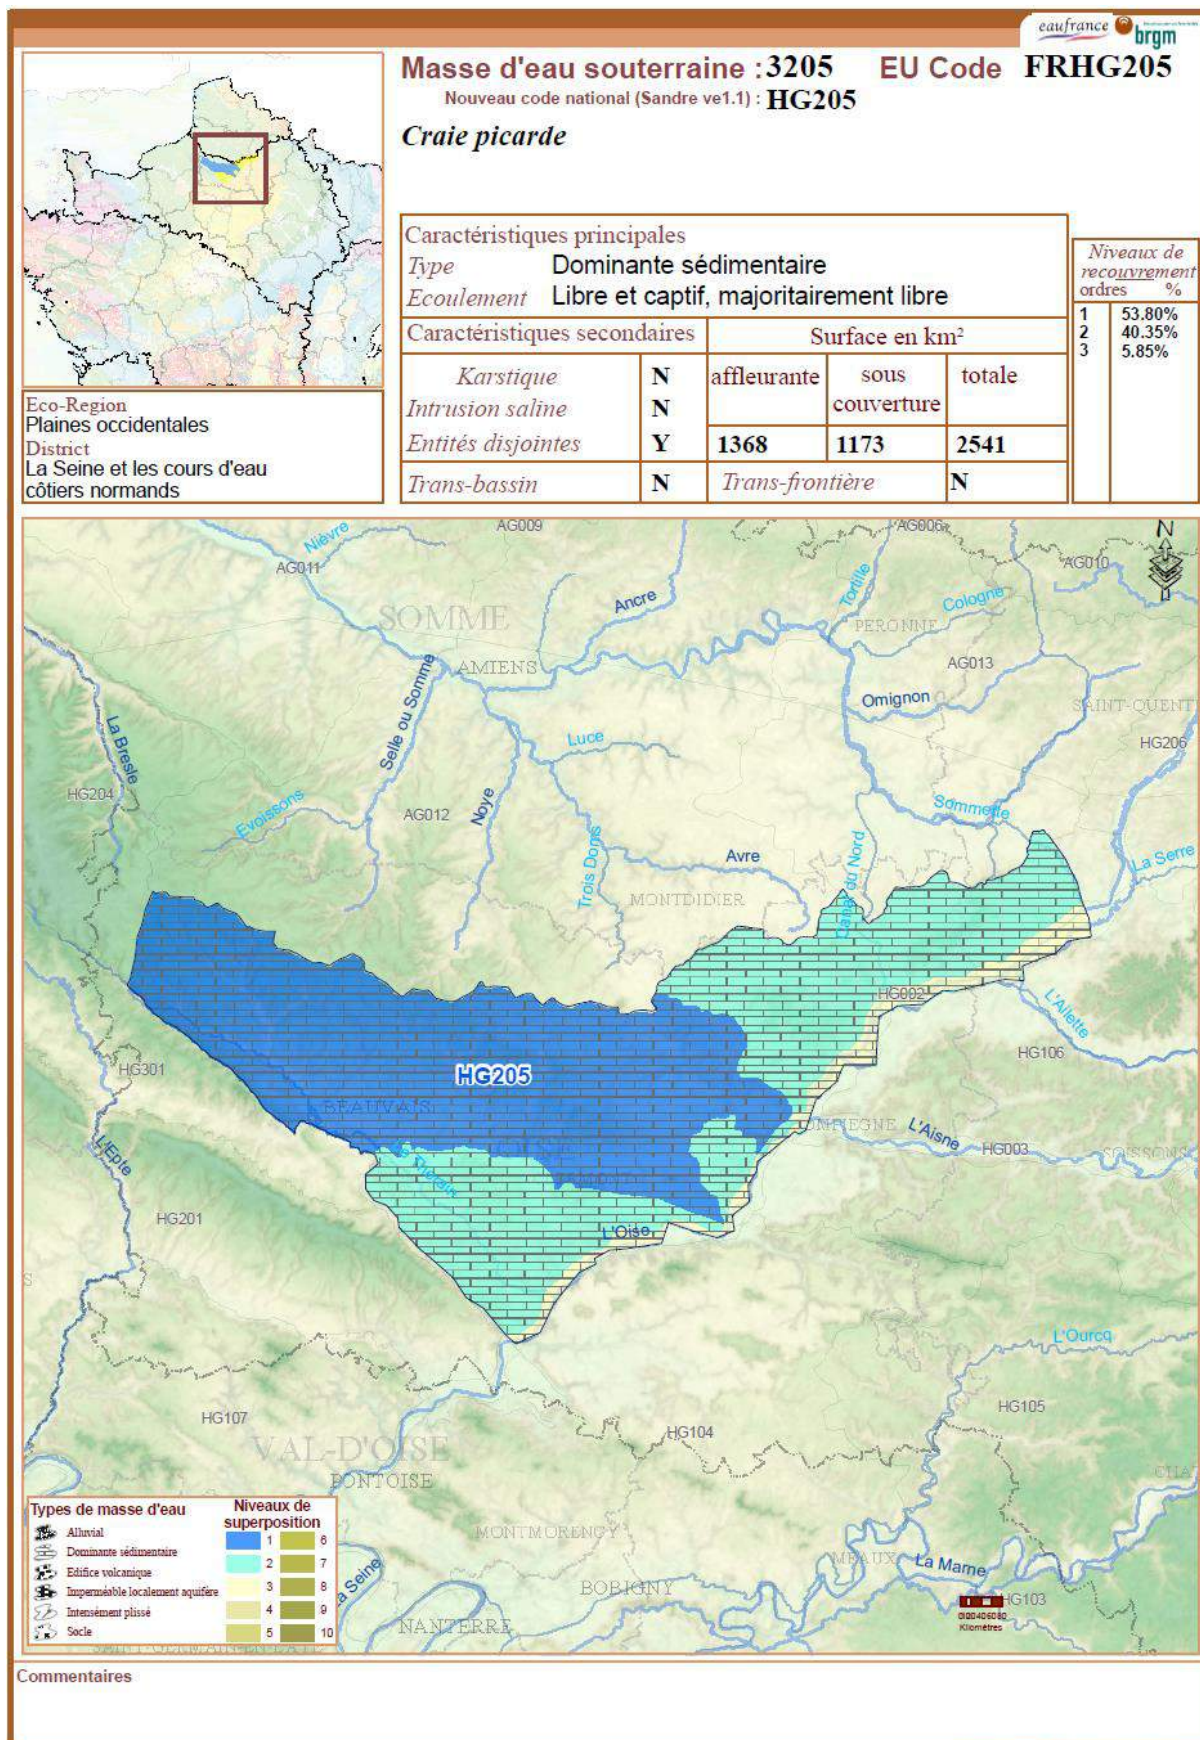 eaufrance brgm
Masse d'eau souterraine : 3205 EU Code FRHG205
Nouveau code national (Sandre ve1.1) : HG205
Craie picarde
Eco-Region
Plaines occidentales
District
La Seine et les cours d'eau
côtiers normands
Caractéristiques principales
Type Dominante sédimentaire
Ecoulement Libre et captif, majoritairement libre
Caractéristiques secondaires Surface en km²
Karstique N affleurante sous couverture totale
Intrusion saline N
Entités disjointes Y 1368 1173 2541
Trans-bassin N Trans-frontière N
Niveaux de
recouvrement
ordres %
1 53.80%
2 40.35%
3 5.85%
Nièvre
AG009
AG006
N
AG011
AG010
Ancre
Tortille
Cologne
SOMME
PERONNE
AMIENS
AG013
Selle ou Somme
Omignon
SAINT-QUENT
La Bresle
Luce
HG206
HG204
Evoissons
AG012
Noye
Sommette
Trois Doms
Avre
Canal du Nord
La Serre
MONTDIDIER
HG002
L'Ailette
HG106
HG301
HG205
BEAUVAIS
L'Aisne
HG003
SOISSONS
L'Epte
HG201
L'Oise
L'Ourcq
HG107
HG105
HG104
VAL-D'OISE
PONTOISE
MONTMORENCY
MEAUX
La Marne
BOBIGNY
HG103
La Seine
NANTERRE
Kilomètres
Types de masse d'eau
Alluvial
Dominante sédimentaire
Edifice volcanique
Imperméable localement aquifère
Intensément plissé
Socle
Niveaux de
superposition
1 6
2 7
3 8
4 9
5 10
Commentaires